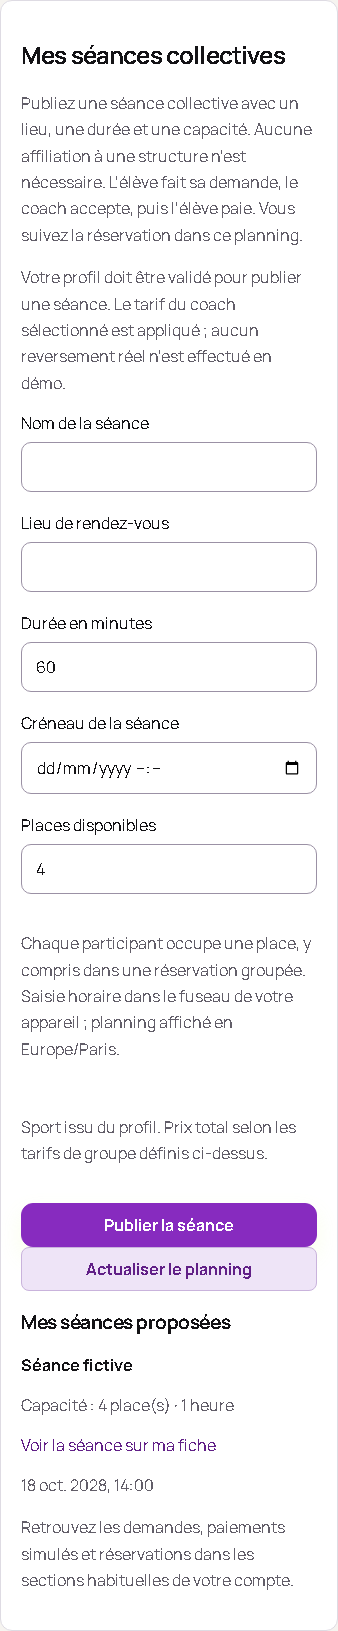 Mes séances collectives
Publiez une séance collective avec un
lieu, une durée et une capacité. Aucune
affiliation à une structure n'est
nécessaire. L'élève fait sa demande, le
coach accepte, puis l'élève paie. Vous
suivez la réservation dans ce planning.
Votre profil doit être validé pour publier
une séance. Le tarif du coach
sélectionné est appliqué ; aucun
reversement réel n'est effectué en
démo.
Nom de la séance
Lieu de rendez-vous
Durée en minutes
60
Créneau de la séance
dd/mm/yyyy --:--
Places disponibles
4
Chaque participant occupe une place, y
compris dans une réservation groupée.
Saisie horaire dans le fuseau de votre
appareil ; planning affiché en
Europe/Paris.
Sport issu du profil. Prix total selon les
tarifs de groupe définis ci-dessus.
Publier la séance
Actualiser le planning
Mes séances proposées
Séance fictive
Capacité : 4 place(s) · 1 heure
Voir la séance sur ma fiche
18 oct. 2028, 14:00
Retrouvez les demandes, paiements
simulés et réservations dans les
sections habituelles de votre compte.